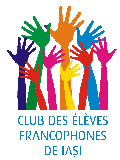 CLUB DES ÉLÈVES
FRANCOPHONES
DE IAȘI